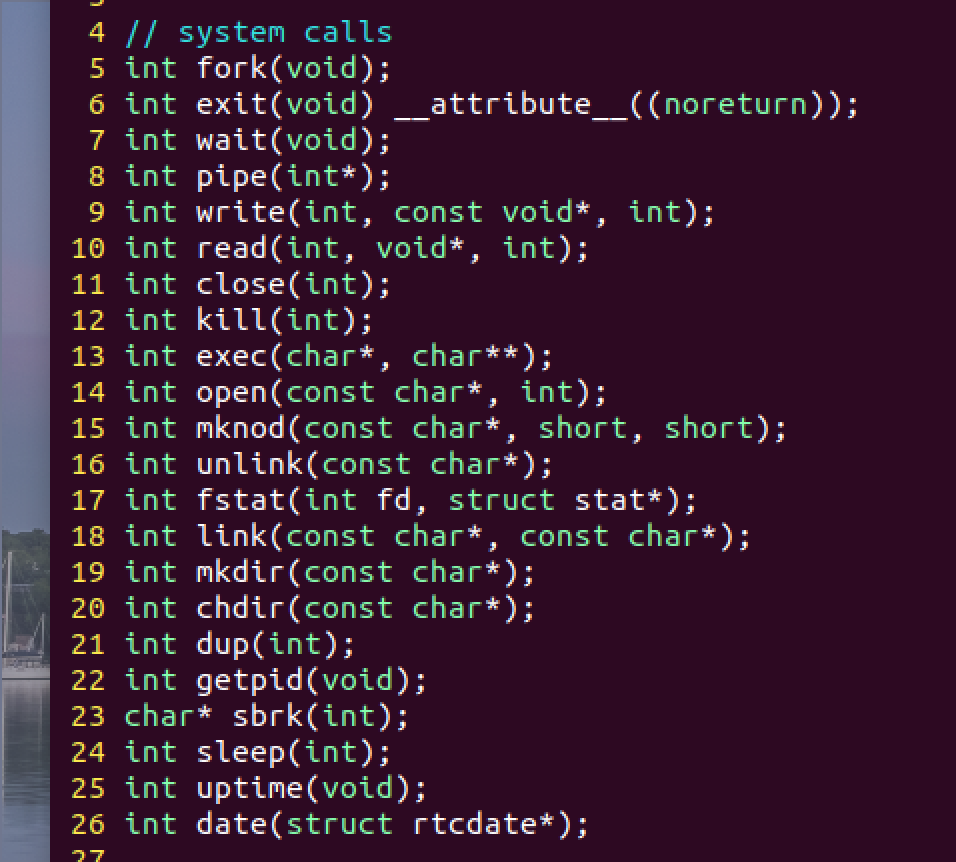 4 // system calls
5 int fork(void);
6 int exit(void) __attribute__((noreturn));
7 int wait(void);
8 int pipe(int*);
9 int write(int, const void*, int);
10 int read(int, void*, int);
11 int close(int);
12 int kill(int);
13 int exec(char*, char**);
14 int open(const char*, int);
15 int mknod(const char*, short, short);
16 int unlink(const char*);
17 int fstat(int fd, struct stat*);
18 int link(const char*, const char*);
19 int mkdir(const char*);
20 int chdir(const char*);
21 int dup(int);
22 int getpid(void);
23 char* sbrk(int);
24 int sleep(int);
25 int uptime(void);
26 int date(struct rtcdate*);
27